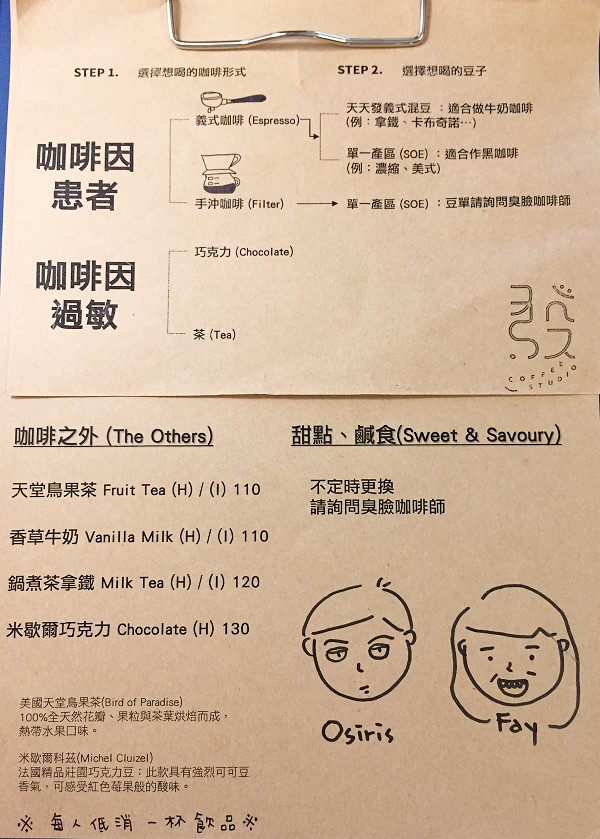 STEP 1. 選擇想喝的咖啡形式
STEP 2. 選擇想喝的豆子
咖啡因
患者
義式咖啡 (Espresso)
天天發義式混豆 ：適合做牛奶咖啡
(例：拿鐵、卡布奇諾…)
單一產區 (SOE) ：適合作黑咖啡
(例：濃縮、美式)
手沖咖啡 (Filter)
單一產區 (SOE) ：豆單請詢問臭臉咖啡師
咖啡因
過敏
巧克力 (Chocolate)
茶 (Tea)
發
COFFEE
STUDIO
咖啡之外 (The Others)
天堂鳥果茶 Fruit Tea (H) / (I) 110
香草牛奶 Vanilla Milk (H) / (I) 110
鍋煮茶拿鐵 Milk Tea (H) / (I) 120
米歇爾巧克力 Chocolate (H) 130
甜點、鹹食(Sweet & Savoury)
不定時更換
請詢問臭臉咖啡師
Osiris
Fay
美國天堂鳥果茶(Bird of Paradise)
100%全天然花瓣、果粒與茶葉烘焙而成，
熱帶水果口味。
米歇爾科茲(Michel Cluizel)
法國精品莊園巧克力豆；此款具有強烈可可豆
香氣，可感受紅色莓果般的酸味。
※ 每人低消一杯飲品※